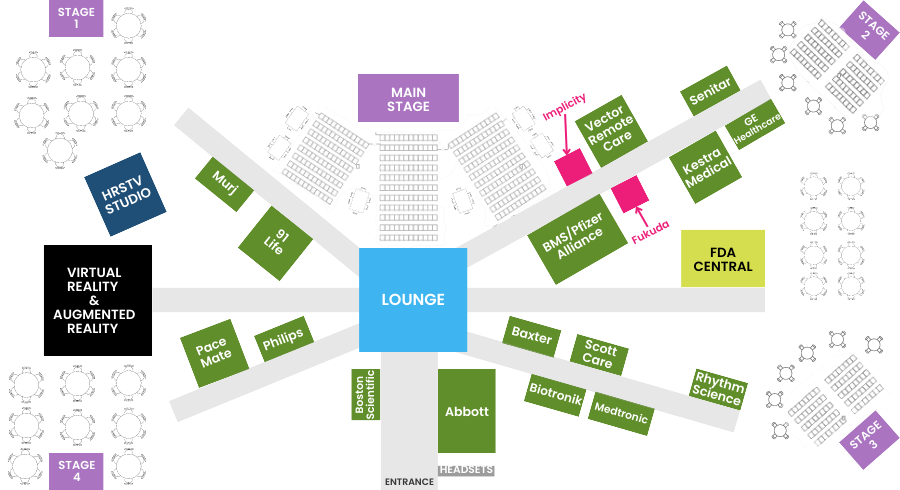 STAGE
1
STAGE
2
MAIN
STAGE
Implicity
Vector
Remote
Care
Senitar
GE
Healthcare
Kestra
Medical
HRSTV
STUDIO
Murj
91
Life
BMS/Pfizer
Alliance
Fukuda
FDA
CENTRAL
VIRTUAL
REALITY
&
AUGMENTED
REALITY
LOUNGE
Pace
Mate
Philips
Baxter
Scott
Care
Boston
Scientific
Abbott
Biotronik
Medtronic
Rhythm
Science
STAGE
3
STAGE
4
HEADSETS
ENTRANCE